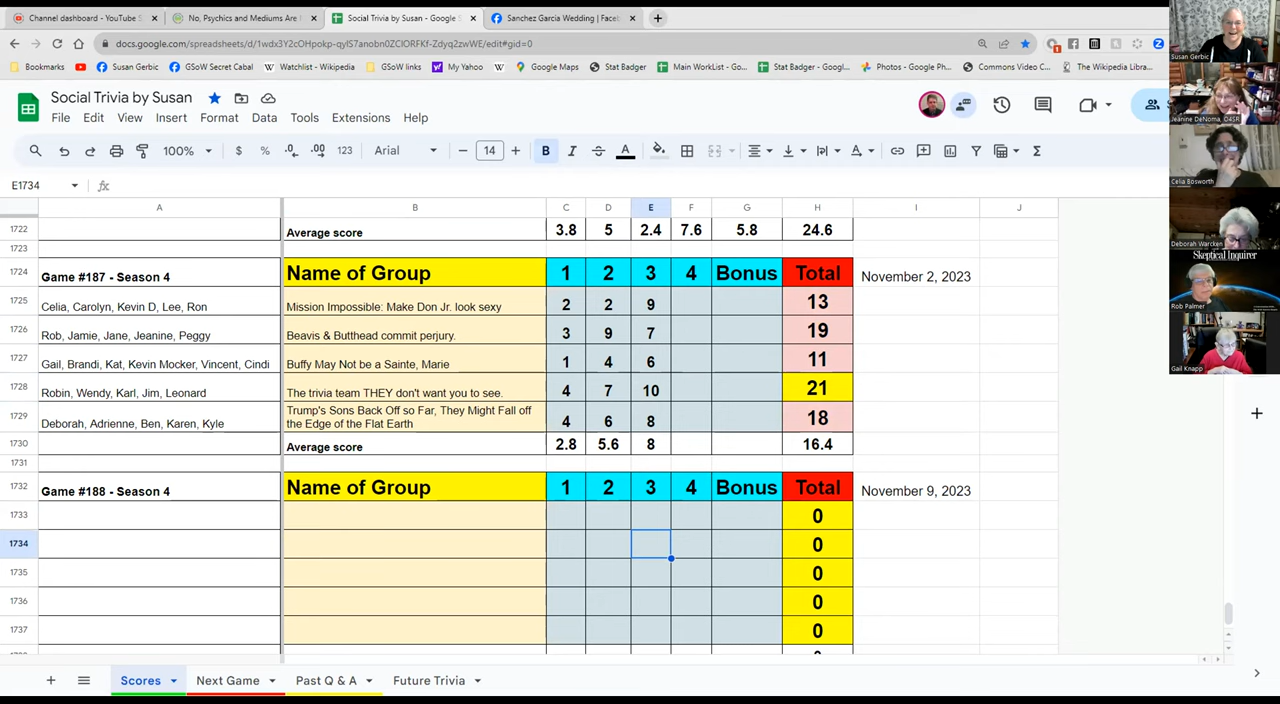 Channel dashboard - YouTube S
No, Psychics and Mediums Are
Social Trivia by Susan - Google S
Sanchez Garcia Wedding | Faceb
docs.google.com/spreadsheets/d/1wdx3Y2cOHpokp-qyIS7anobn0ZClORFKf-Zdyq2zwWE/edit#gid=0
Bookmarks
Susan Gerbic
GSoW Secret Cabal
Watchlist - Wikipedia
GSoW links
Google Maps
Stat Badger
Main WorkList - GS...
Stat Badger - Googl...
Photos
Commons Video C...
The Wikipedia Libra...
Social Trivia by Susan
File Edit View Insert Format Data Tools Extensions Help
100% $ % .0 .00 123 Arial 14 B I
E1734 fx
A B C D E F G H I J
1722 Average score 3.8 5 2.4 7.6 5.8 24.6
1723
1724 Game #187 - Season 4 Name of Group 1 2 3 4 Bonus Total November 2, 2023
1725 Celia, Carolyn, Kevin D, Lee, Ron Mission Impossible: Make Don Jr. look sexy 2 2 9 13
1726 Rob, Jamie, Jane, Jeanine, Peggy Beavis & Butthead commit perjury. 3 9 7 19
1727 Gail, Brandi, Kat, Kevin Mocker, Vincent, Cindi Buffy May Not be a Sainte, Marie 1 4 6 11
1728 Robin, Wendy, Karl, Jim, Leonard The trivia team THEY don't want you to see. 4 7 10 21
1729 Deborah, Adrienne, Ben, Karen, Kyle Trump's Sons Back Off so Far, They Might Fall off
the Edge of the Flat Earth 4 6 8 18
1730 Average score 2.8 5.6 8 16.4
1731
1732 Game #188 - Season 4 Name of Group 1 2 3 4 Bonus Total November 9, 2023
1733 0
1734 0
1735 0
1736 0
1737 0
Scores Next Game Past Q & A Future Trivia
Susan Gerbic
Jeanine DeNoma, O4SR
Celia Bosworth
Deborah Warcken
Skeptical Inquirer
Rob Palmer
Gail Knapp